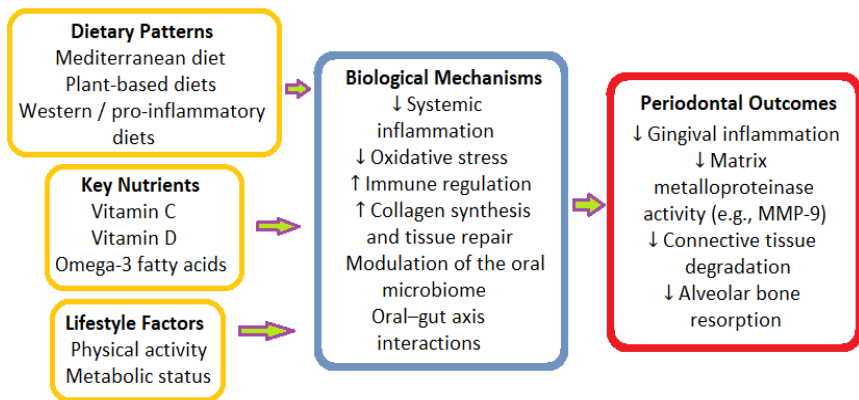 Dietary Patterns
Mediterranean diet
Plant-based diets
Western / pro-inflammatory
diets
Key Nutrients
Vitamin C
Vitamin D
Omega-3 fatty acids
Lifestyle Factors
Physical activity
Metabolic status
Biological Mechanisms
↓ Systemic
inflammation
↓ Oxidative stress
↑ Immune regulation
↑ Collagen synthesis
and tissue repair
Modulation of the oral
microbiome
Oral–gut axis
interactions
Periodontal Outcomes
↓ Gingival inflammation
↓ Matrix
metalloproteinase
activity (e.g., MMP-9)
↓ Connective tissue
degradation
↓ Alveolar bone
resorption